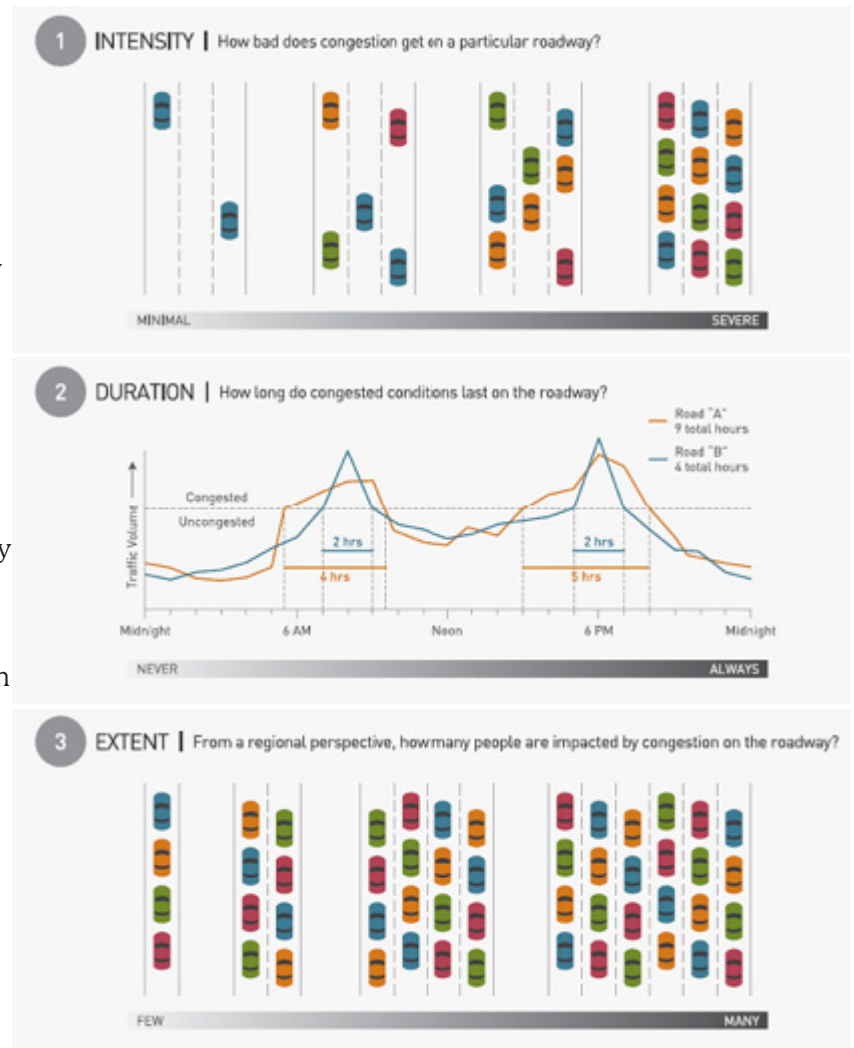 1 INTENSITY | How bad does congestion get on a particular roadway?
MINIMAL SEVERE
2 DURATION | How long do congested conditions last on the roadway?
Road "A"
9 total hours
Road "B"
4 total hours
Traffic Volume
Congested
Uncongested
2 hrs 2 hrs
4 hrs 5 hrs
Midnight 6 AM Noon 6 PM Midnight
NEVER ALWAYS
3 EXTENT | From a regional perspective, howmany people are impacted by congestion on the roadway?
FEW MANY